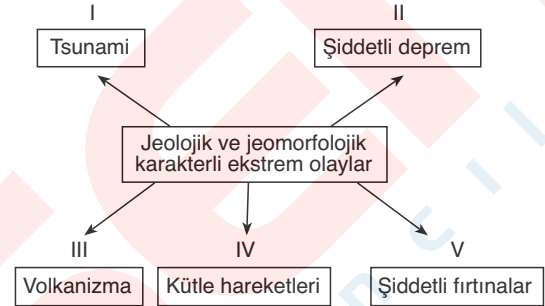 I
II
Tsunami
Şiddetli deprem
Jeolojik ve jeomorfolojik
karakterli ekstrem olaylar
III
IV
V
Volkanizma
Kütle hareketleri
Şiddetli fırtınalar